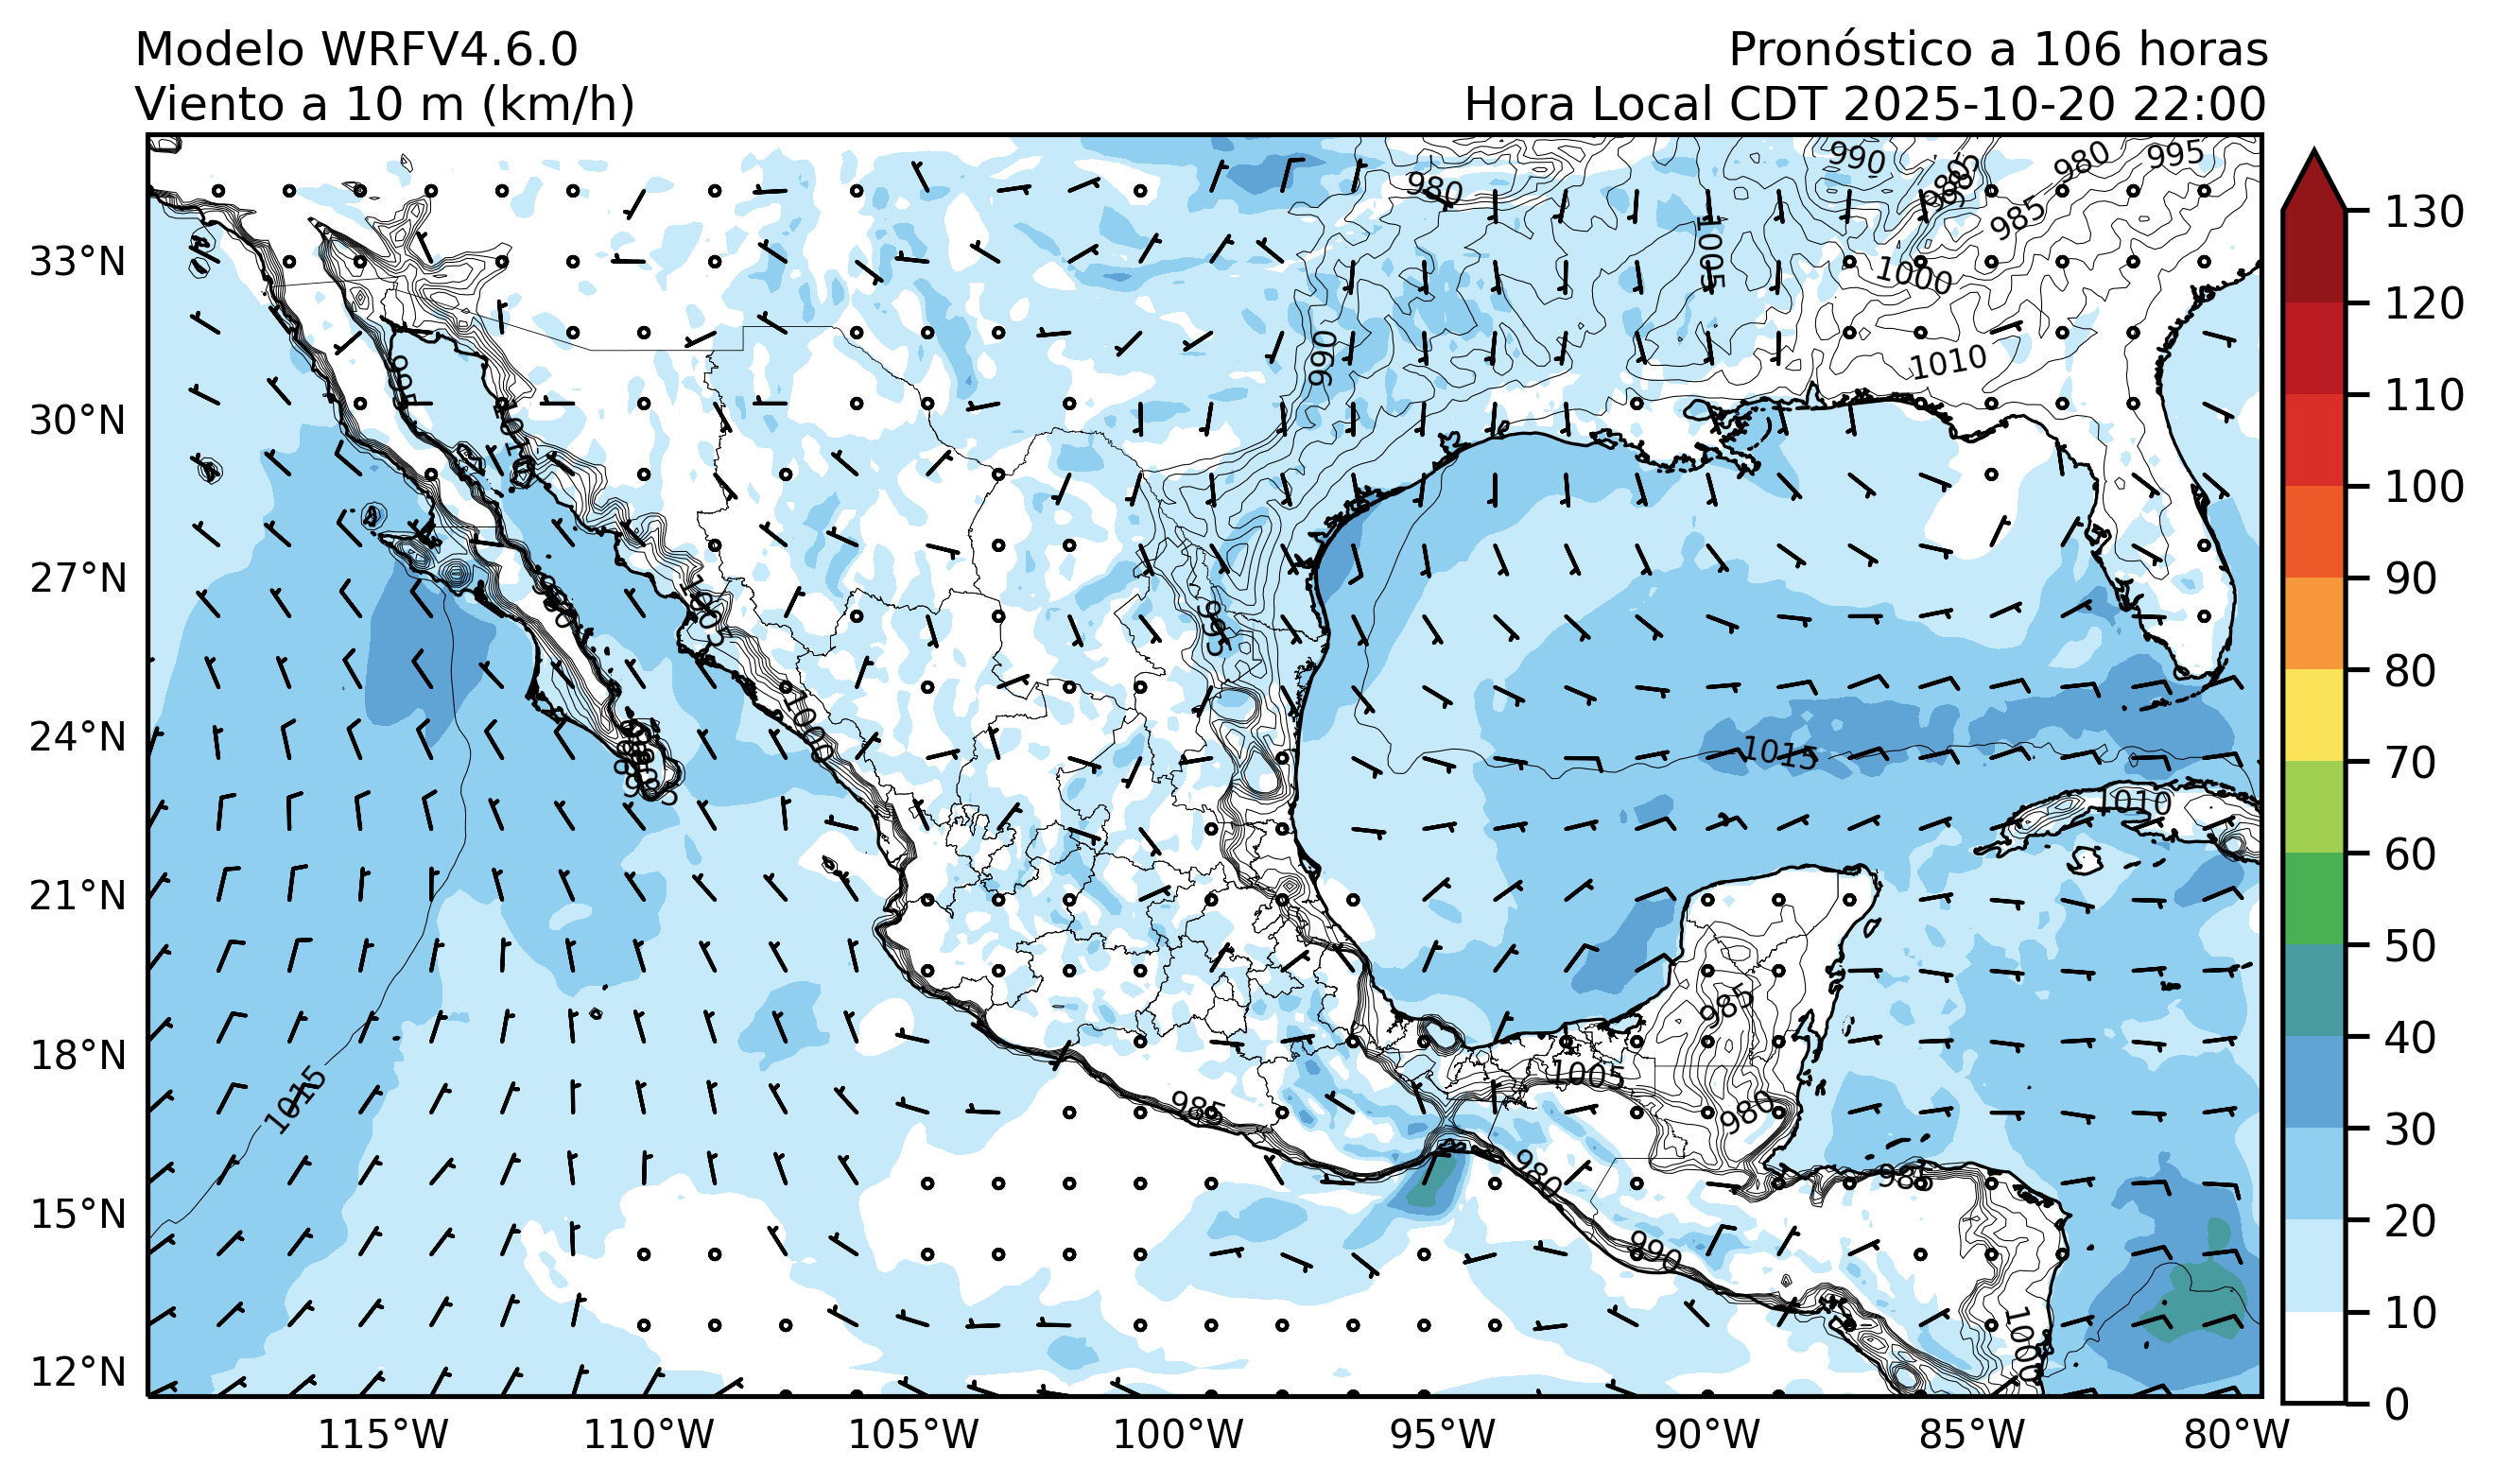 Modelo WRFV4.6.0
Pronóstico a 106 horas
Viento a 10 m (km/h)
Hora Local CDT 2025-10-20 22:00
990
985
980
995
980
985
33°N
1005
1000
990
1010
995
30°N
1010
27°N
1005
995
24°N
1000
1015
985
1010
21°N
985
18°N
1015
985
1005
980
980
985
15°N
990
1000
12°N
115°W
110°W
105°W
100°W
95°W
90°W
85°W
80°W
130
120
110
100
90
80
70
60
50
40
30
20
10
0